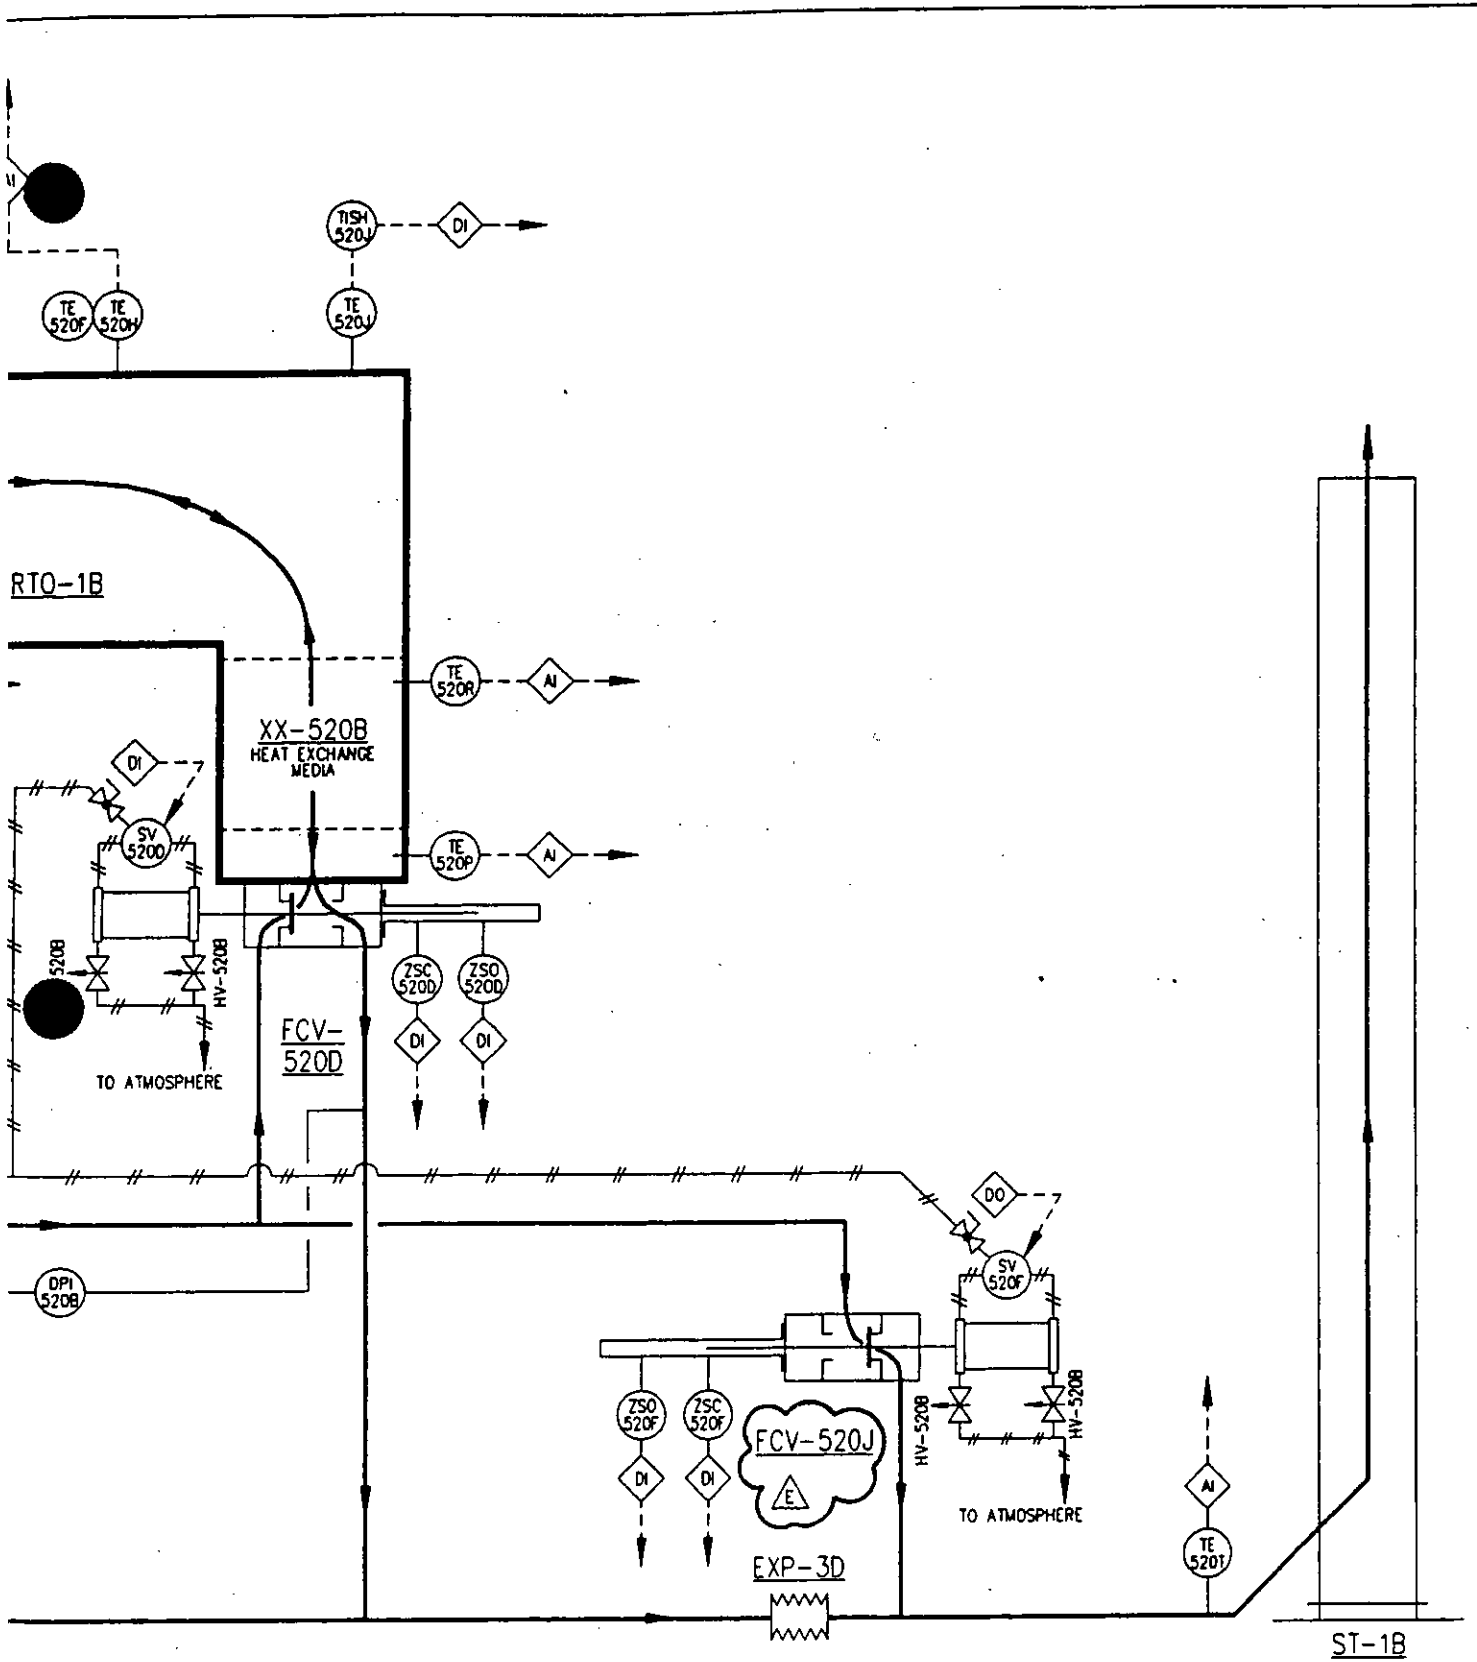 TISH
520J
DI
TE
520F
TE
520H
TE
520J
RTO-1B
TE
520R
AI
XX-520B
HEAT EXCHANGE
MEDIA
DI
SV
520D
TE
520P
AI
520B
HV-520B
ZSC
520D
ZSO
520D
FCV-
520D
DI
DI
TO ATMOSPHERE
DO
SV
520F
DPI
520B
ZSO
520F
ZSC
520F
HV-520B
HV-520B
FCV-520J
E
DI
DI
AI
TO ATMOSPHERE
TE
520T
EXP-3D
ST-1B